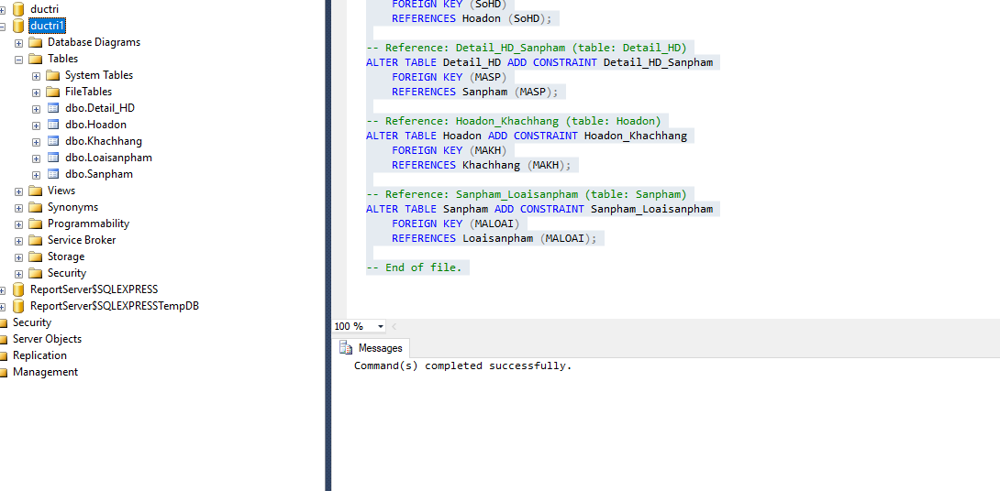 ductri
ductri1
Database Diagrams
Tables
System Tables
FileTables
dbo.Detail_HD
dbo.Hoadon
dbo.Khachhang
dbo.Loaisanpham
dbo.Sanpham
Views
Synonyms
Programmability
Service Broker
Storage
Security
ReportServer$SQLEXPRESS
ReportServer$SQLEXPRESSTempDB
Security
Server Objects
Replication
Management
FOREIGN KEY (SoHD)
REFERENCES Hoadon (SoHD);
-- Reference: Detail_HD_Sanpham (table: Detail_HD)
ALTER TABLE Detail_HD ADD CONSTRAINT Detail_HD_Sanpham
FOREIGN KEY (MASP)
REFERENCES Sanpham (MASP);
-- Reference: Hoadon_Khachhang (table: Hoadon)
ALTER TABLE Hoadon ADD CONSTRAINT Hoadon_Khachhang
FOREIGN KEY (MAKH)
REFERENCES Khachhang (MAKH);
-- Reference: Sanpham_Loaisanpham (table: Sanpham)
ALTER TABLE Sanpham ADD CONSTRAINT Sanpham_Loaisanpham
FOREIGN KEY (MALOAI)
REFERENCES Loaisanpham (MALOAI);
-- End of file.
100 %
Messages
Command(s) completed successfully.